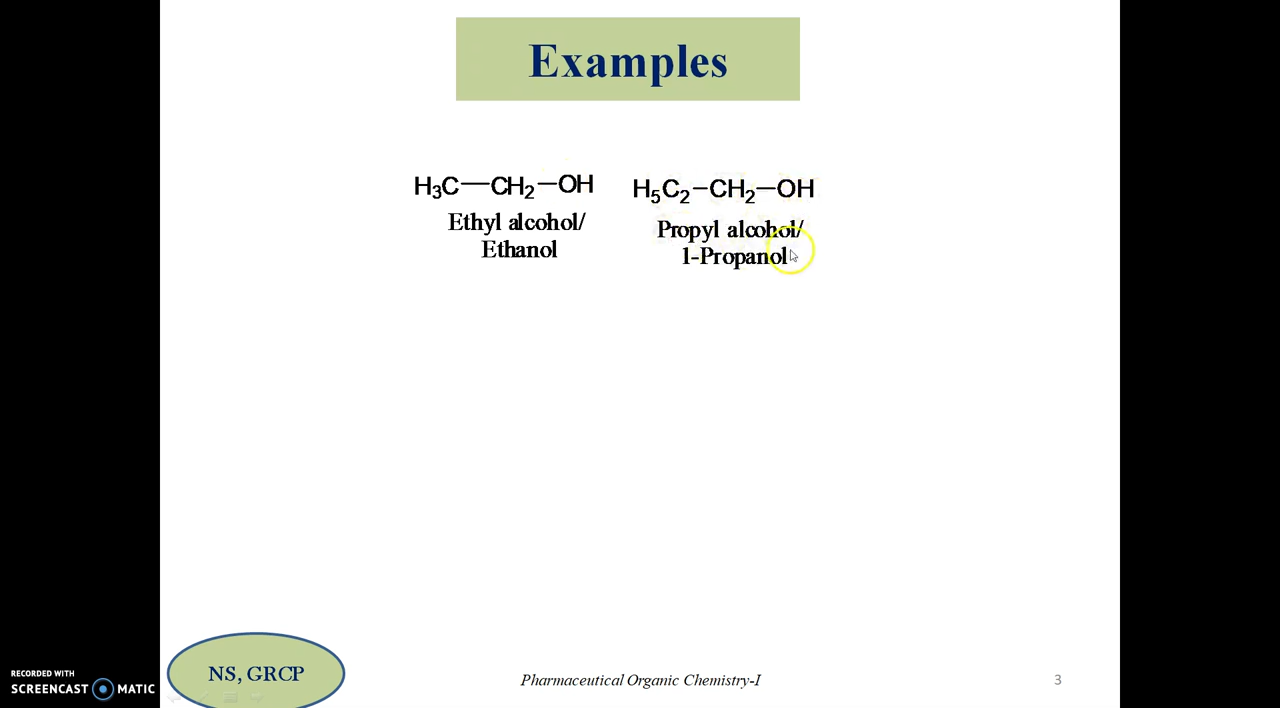 Examples
H₃C—CH₂—OH
Ethyl alcohol/
Ethanol
H₅C₂—CH₂—OH
Propyl alcohol/
1-Propanol
NS, GRCP
Pharmaceutical Organic Chemistry-I
3
RECORDED WITH
SCREENCAST MATIC